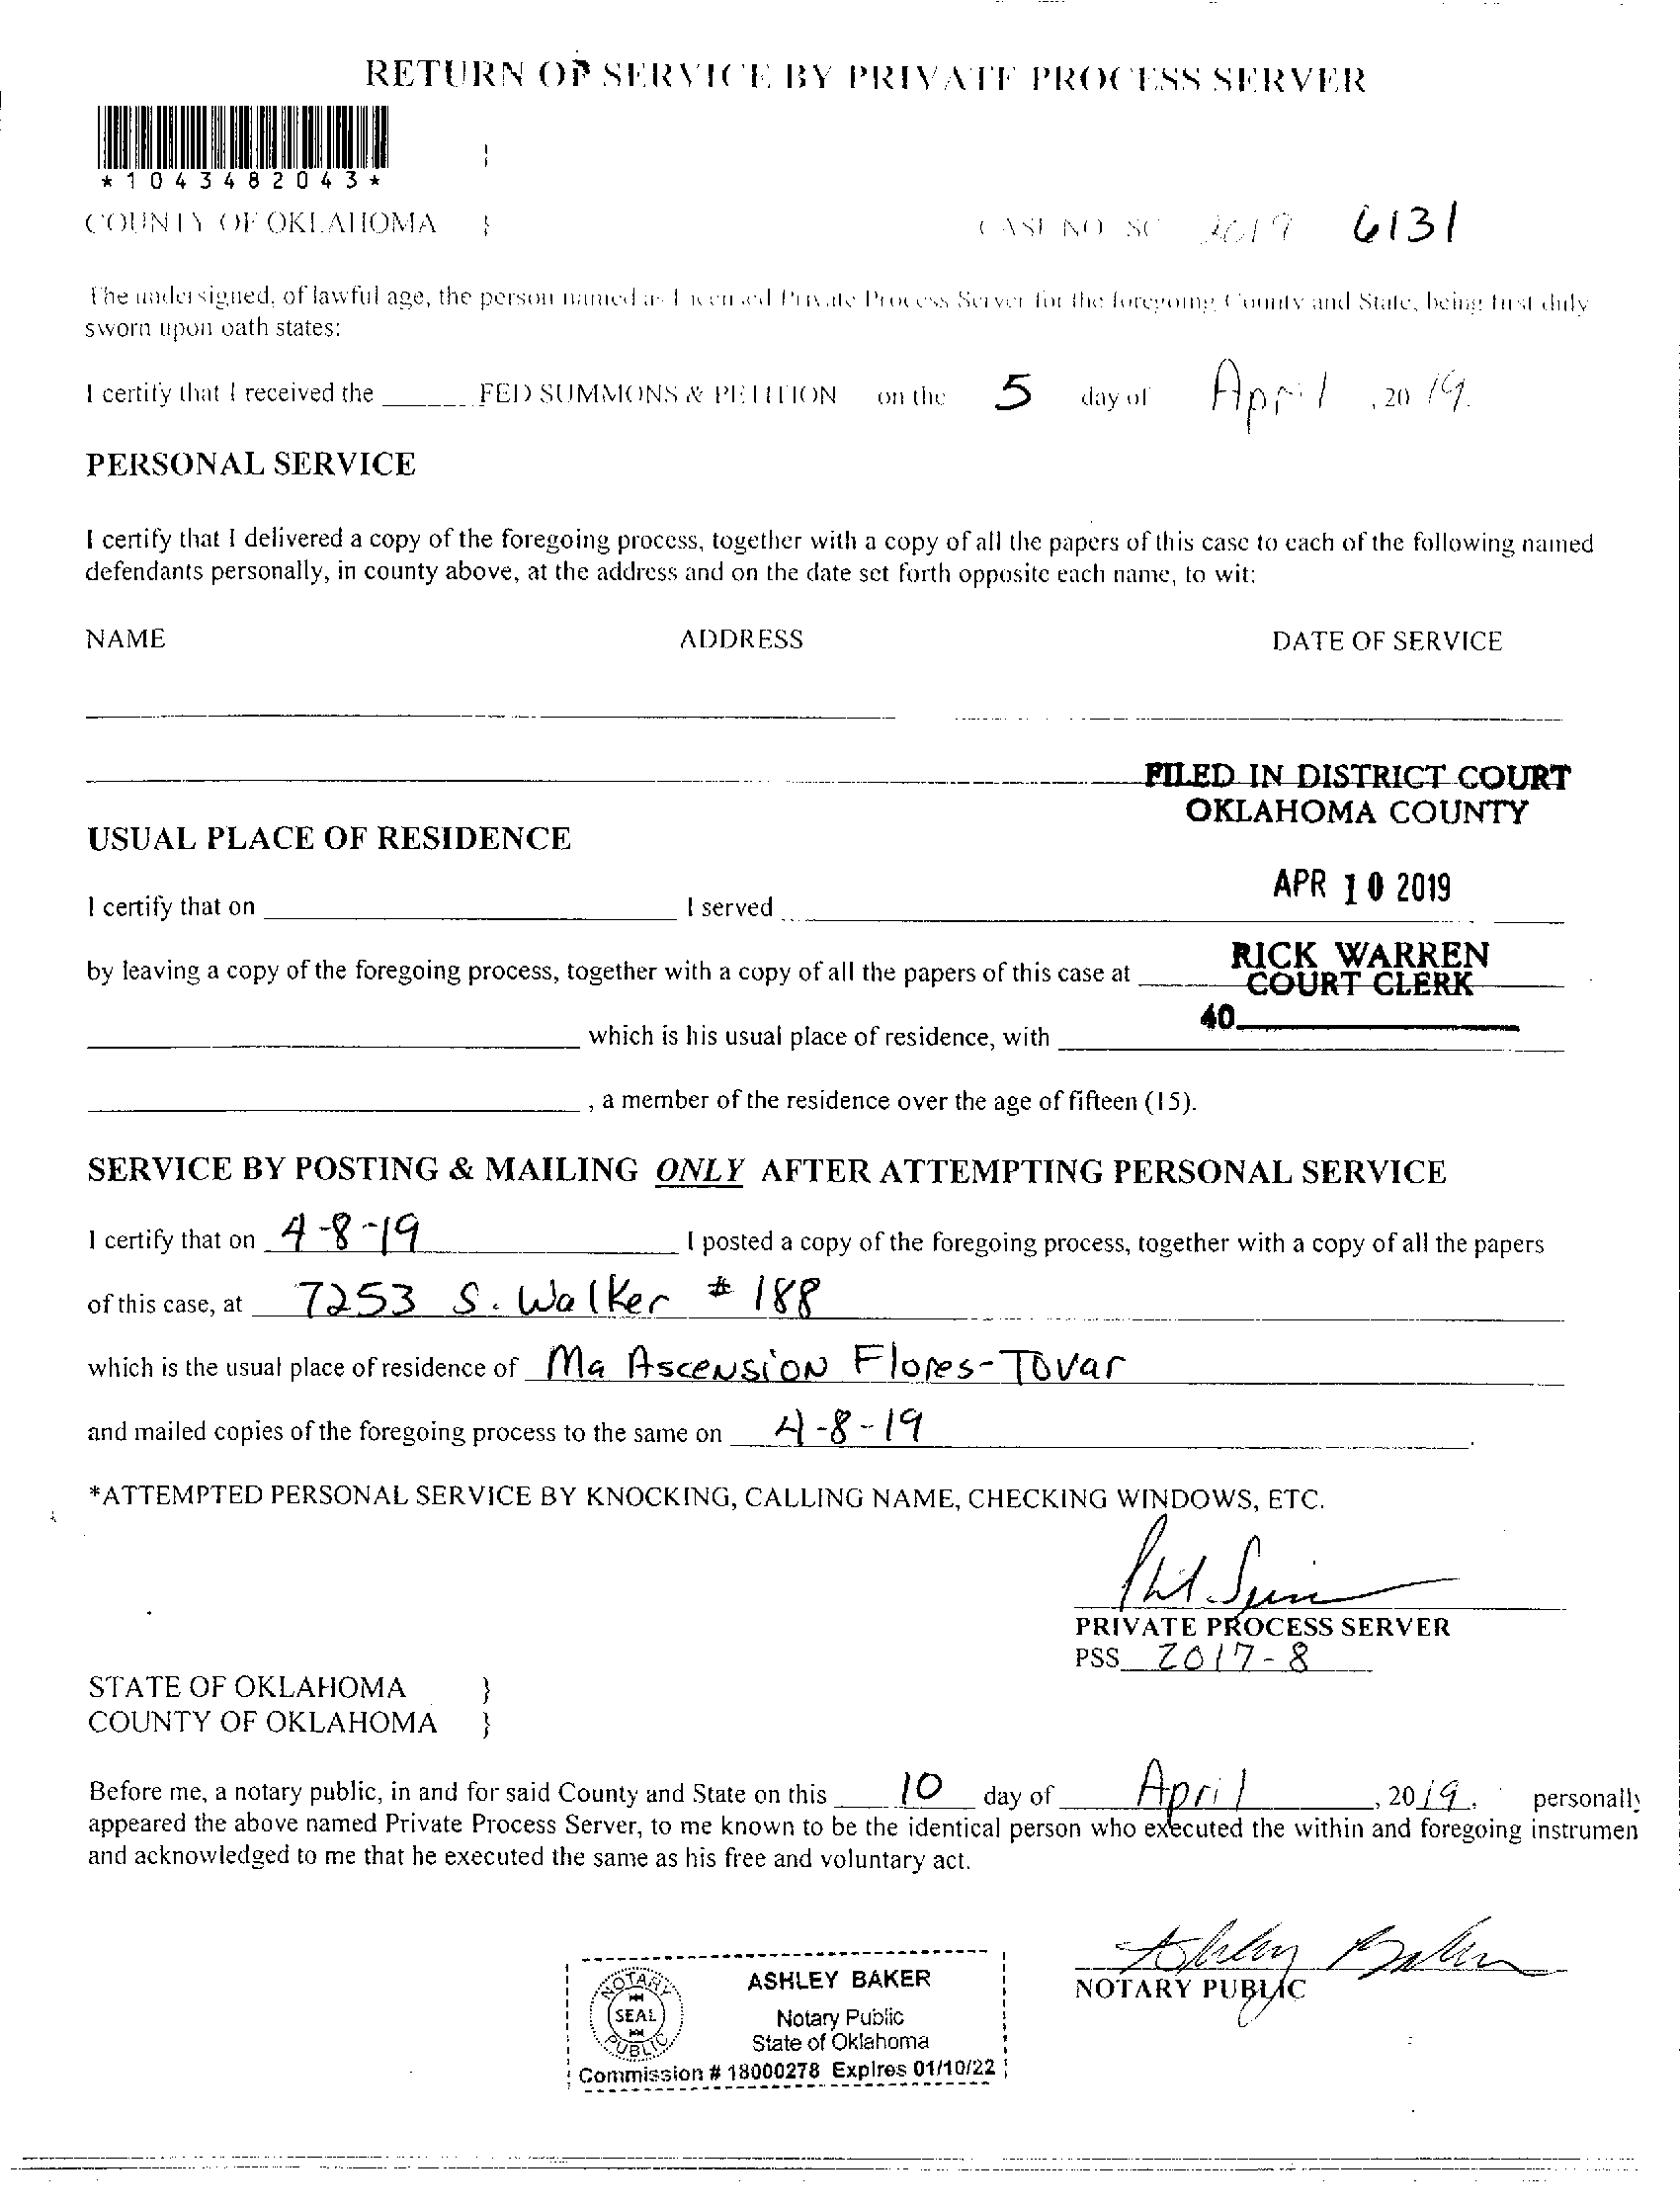 RETURN OF SERVICE BY PRIVATE PROCESS SERVER
*1043482043*
}
COUNTY OF OKLAHOMA }
CASE NO SC 2019 6131
The undersigned, of lawful age, the person named as Licensed Private Process Server for the foregoing County and State, being first duly
sworn upon oath states:
I certify that I received the FED SUMMONS & PETITION on the 5 day of April , 20 19.
PERSONAL SERVICE
I certify that I delivered a copy of the foregoing process, together with a copy of all the papers of this case to each of the following named
defendants personally, in county above, at the address and on the date set forth opposite each name, to wit:
NAME ADDRESS DATE OF SERVICE
FILED IN DISTRICT COURT
OKLAHOMA COUNTY
USUAL PLACE OF RESIDENCE
APR 10 2019
I certify that on I served
RICK WARREN
by leaving a copy of the foregoing process, together with a copy of all the papers of this case at
COURT CLERK
40
which is his usual place of residence, with
, a member of the residence over the age of fifteen (15).
SERVICE BY POSTING & MAILING ONLY AFTER ATTEMPTING PERSONAL SERVICE
I certify that on 4-8-19 I posted a copy of the foregoing process, together with a copy of all the papers
of this case, at 7253 S. Walker # 188
which is the usual place of residence of Ma Ascension Flores-Tovar
and mailed copies of the foregoing process to the same on 4-8-19.
*ATTEMPTED PERSONAL SERVICE BY KNOCKING, CALLING NAME, CHECKING WINDOWS, ETC.
Phil
PRIVATE PROCESS SERVER
PSS 2017-8
STATE OF OKLAHOMA }
COUNTY OF OKLAHOMA }
Before me, a notary public, in and for said County and State on this 10 day of April , 2019. personally
appeared the above named Private Process Server, to me known to be the identical person who executed the within and foregoing instrumen
and acknowledged to me that he executed the same as his free and voluntary act.
Ashley Baker
NOTARY PUBLIC
NOTARY
SEAL
PUBLIC
ASHLEY BAKER
Notary Public
State of Oklahoma
Commission # 18000278 Expires 01/10/22